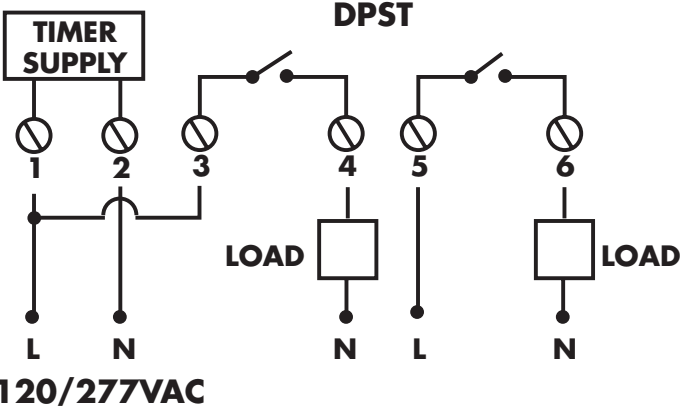 DPST
TIMER
SUPPLY
1 2 3 4 5 6
LOAD LOAD
L N N L N
120/277VAC